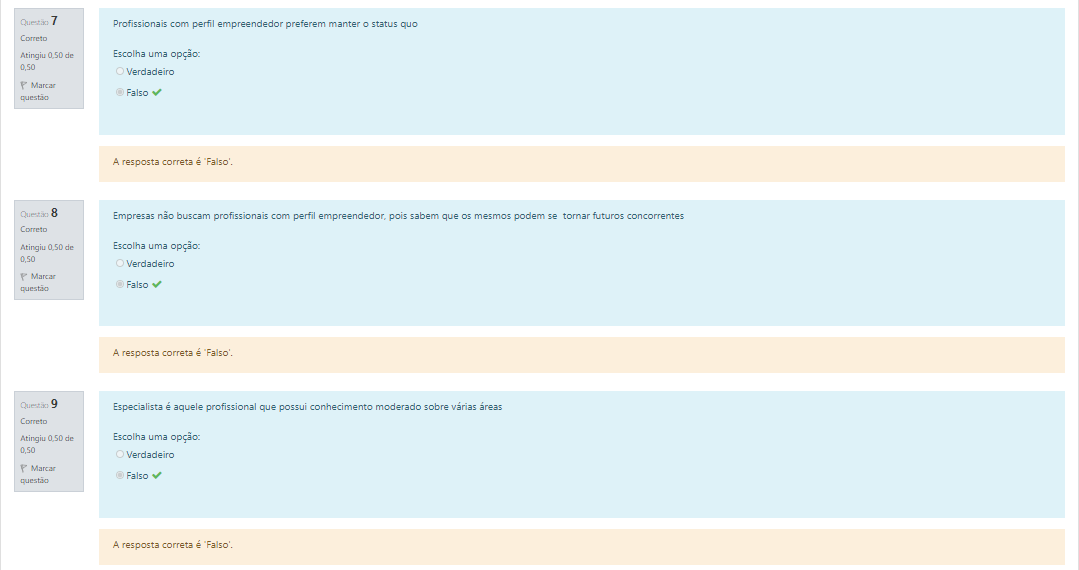 Questão 7
Correto
Atingiu 0,50 de
0,50
Marcar
questão
Profissionais com perfil empreendedor preferem manter o status quo
Escolha uma opção:
Verdadeiro
Falso
A resposta correta é 'Falso'.
Questão 8
Correto
Atingiu 0,50 de
0,50
Marcar
questão
Empresas não buscam profissionais com perfil empreendedor, pois sabem que os mesmos podem se tornar futuros concorrentes
Escolha uma opção:
Verdadeiro
Falso
A resposta correta é 'Falso'.
Questão 9
Correto
Atingiu 0,50 de
0,50
Marcar
questão
Especialista é aquele profissional que possui conhecimento moderado sobre várias áreas
Escolha uma opção:
Verdadeiro
Falso
A resposta correta é 'Falso'.